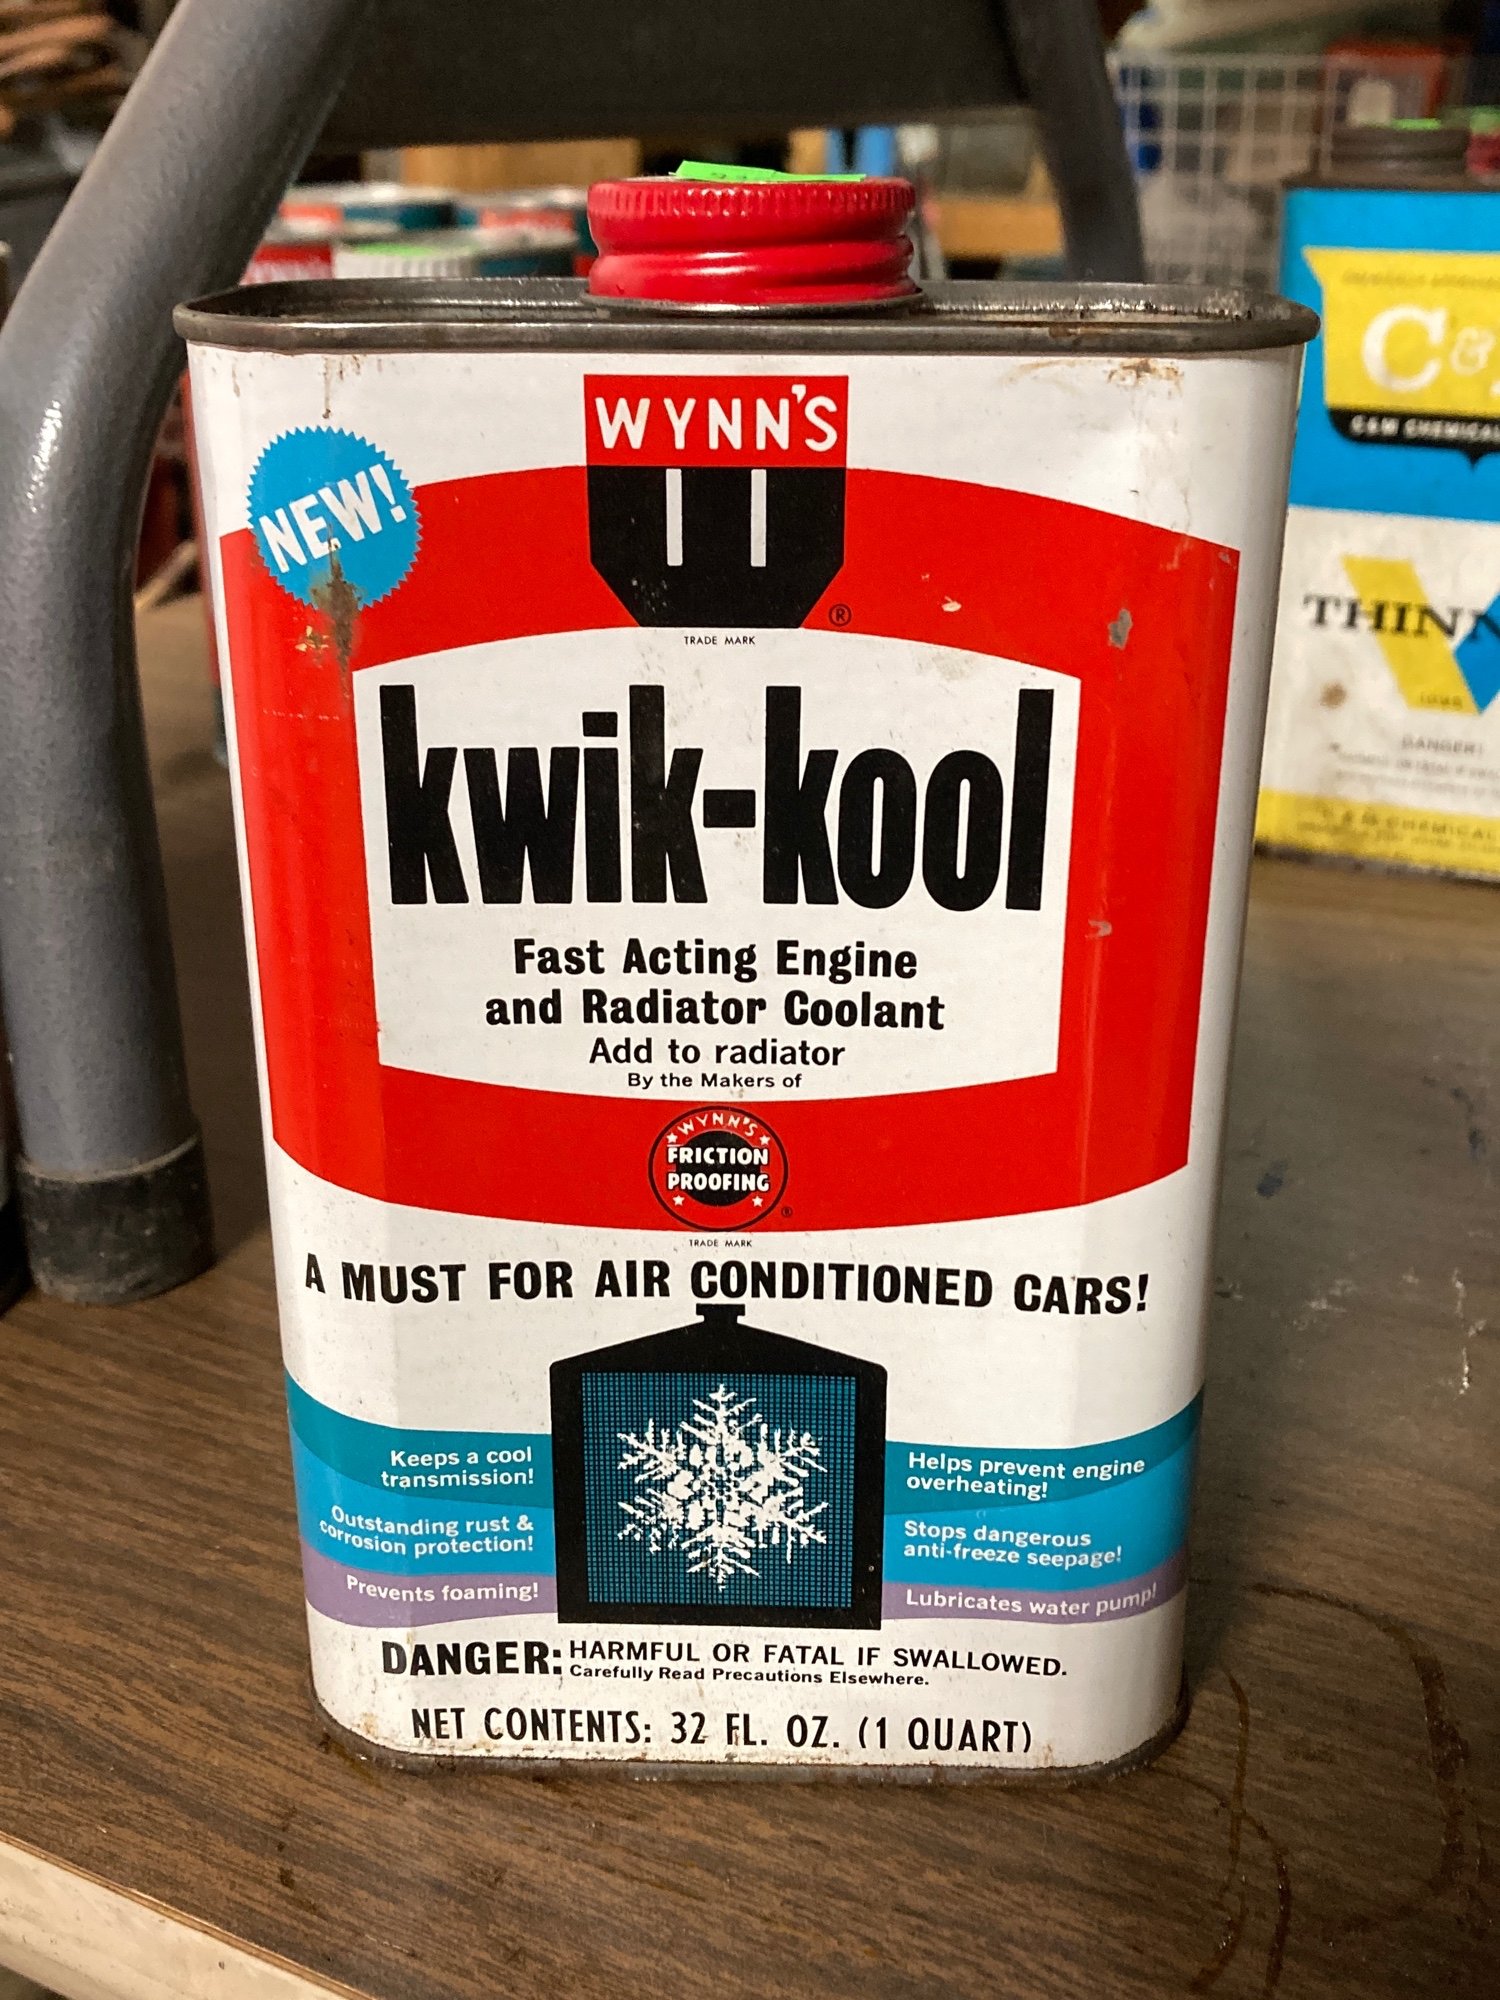 WYNN'S
NEW!
®
TRADE MARK
kwik-kool
Fast Acting Engine
and Radiator Coolant
Add to radiator
By the Makers of
WYNN'S
FRICTION
PROOFING
®
TRADE MARK
A MUST FOR AIR CONDITIONED CARS!
Keeps a cool
transmission!
Outstanding rust &
corrosion protection!
Prevents foaming!
Helps prevent engine
overheating!
Stops dangerous
anti-freeze seepage!
Lubricates water pump!
DANGER: HARMFUL OR FATAL IF SWALLOWED.
Carefully Read Precautions Elsewhere.
NET CONTENTS: 32 FL. OZ. (1 QUART)
C &
C&M CHEMICAL
THINN
DANGER!